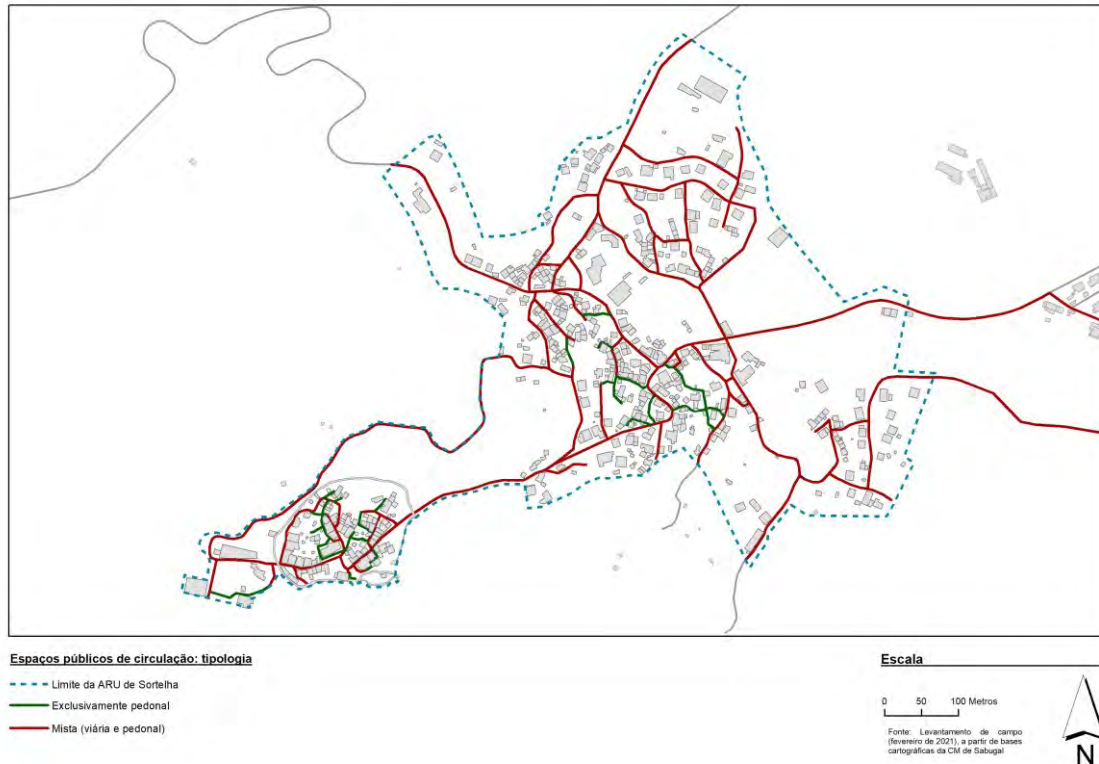 Espaços públicos de circulação: tipologia
Limite da ARU de Sortelha
Exclusivamente pedonal
Mista (viária e pedonal)
Escala
0 50 100 Metros
Fonte: Levantamento de campo
(fevereiro de 2021), a partir de bases
cartográficas da CM de Sabugal
N